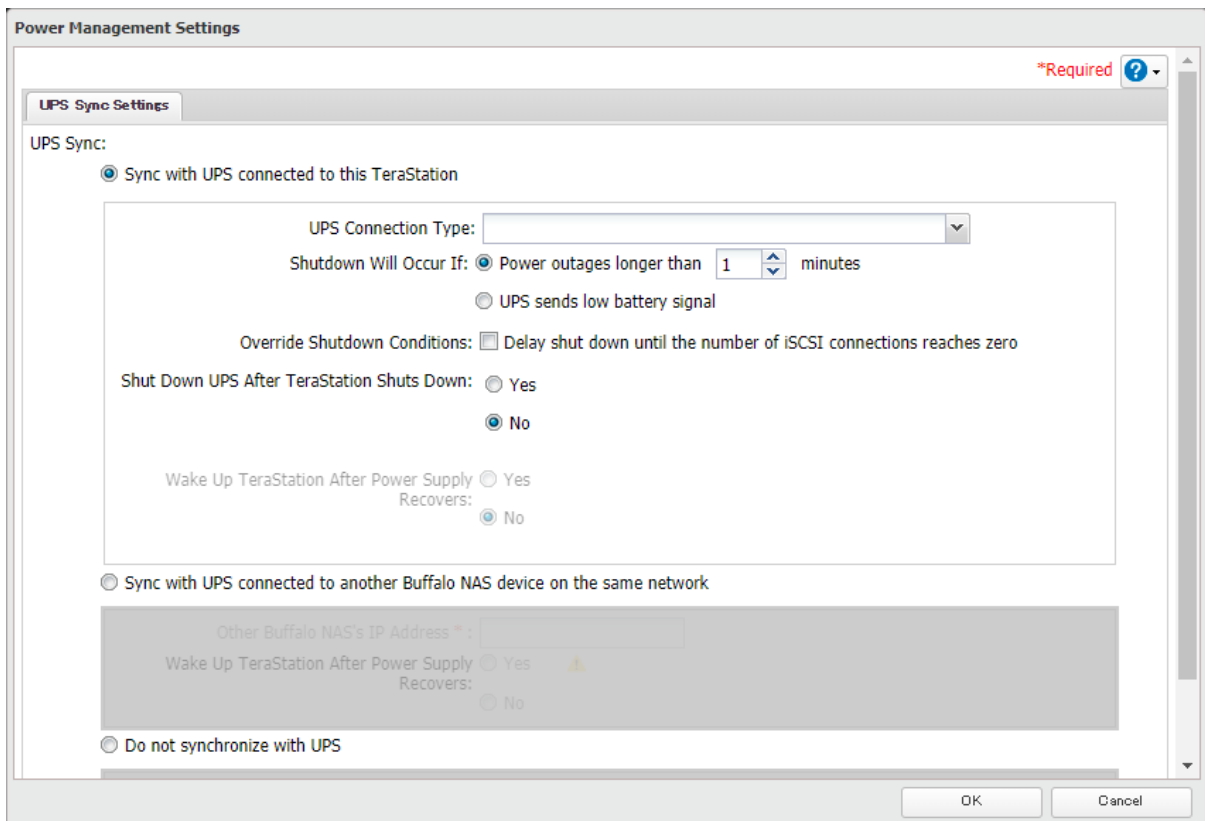 Power Management Settings
*Required
UPS Sync Settings
UPS Sync:
Sync with UPS connected to this TeraStation
UPS Connection Type:
Shutdown Will Occur If: Power outages longer than 1 minutes
UPS sends low battery signal
Override Shutdown Conditions: Delay shut down until the number of iSCSI connections reaches zero
Shut Down UPS After TeraStation Shuts Down: Yes
No
Wake Up TeraStation After Power Supply Yes
Recovers:
No
Sync with UPS connected to another Buffalo NAS device on the same network
Other Buffalo NAS's IP Address * :
Wake Up TeraStation After Power Supply Yes
Recovers:
No
Do not synchronize with UPS
OK Cancel